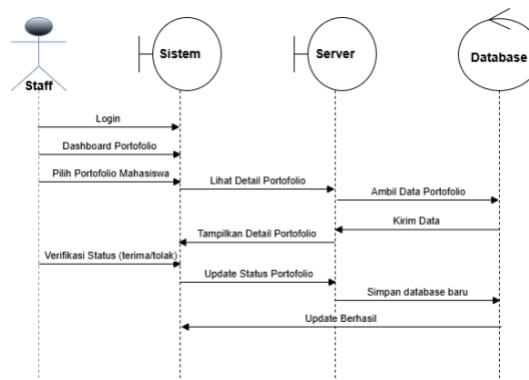 Sistem
Server
Database
Staff
Login
Dashboard Portofolio
Pilih Portofolio Mahasiswa
Lihat Detail Portofolio
Ambil Data Portofolio
Kirim Data
Tampilkan Detail Portofolio
Verifikasi Status (terima/tolak)
Update Status Portofolio
Simpan database baru
Update Berhasil